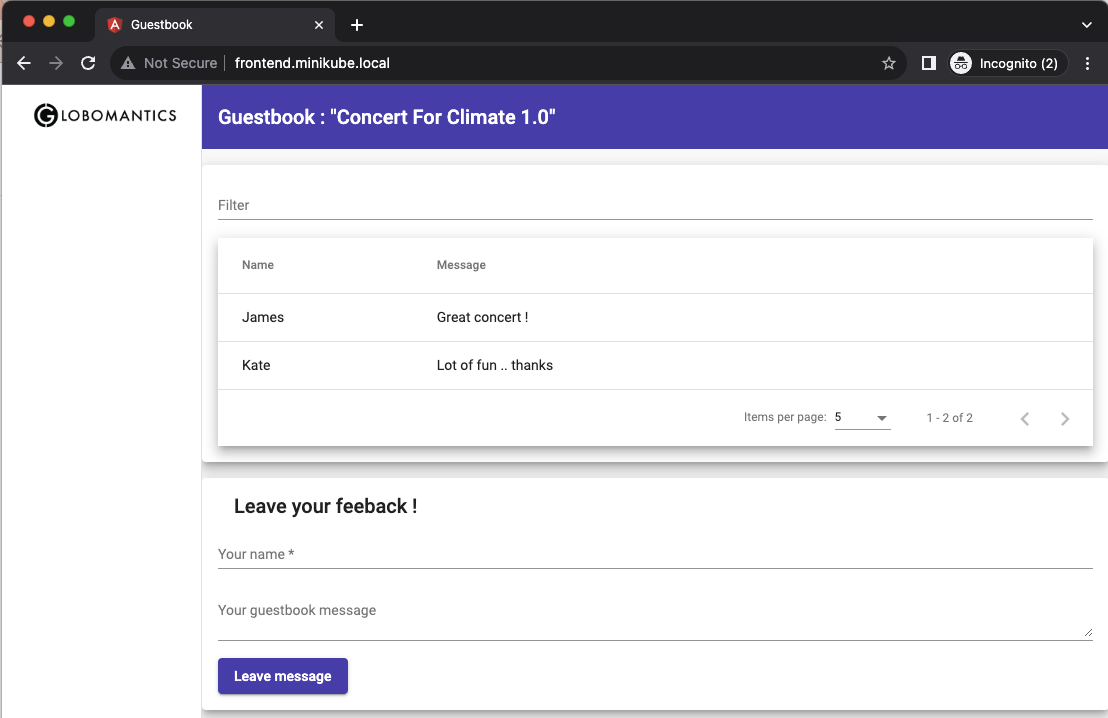 Guestbook
Not Secure frontend.minikube.local Incognito (2)
GLOBOMANTICS
Guestbook : "Concert For Climate 1.0"
Filter
Name Message
James Great concert !
Kate Lot of fun .. thanks
Items per page: 5 1 - 2 of 2
Leave your feeback !
Your name *
Your guestbook message
Leave message